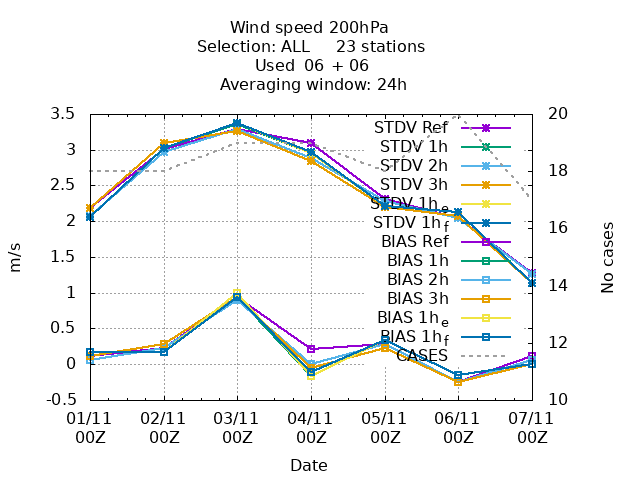 Wind speed 200hPa
Selection: ALL 23 stations
Used 06 + 06
Averaging window: 24h
3.5
3
2.5
2
1.5
1
0.5
0
-0.5
m/s
20
18
16
14
12
10
No cases
STDV Ref
STDV 1h
STDV 2h
STDV 3h
STDV 1he
STDV 1hf
BIAS Ref
BIAS 1h
BIAS 2h
BIAS 3h
BIAS 1he
BIAS 1hf
CASES
01/11 02/11 03/11 04/11 05/11 06/11 07/11
00Z 00Z 00Z 00Z 00Z 00Z 00Z
Date